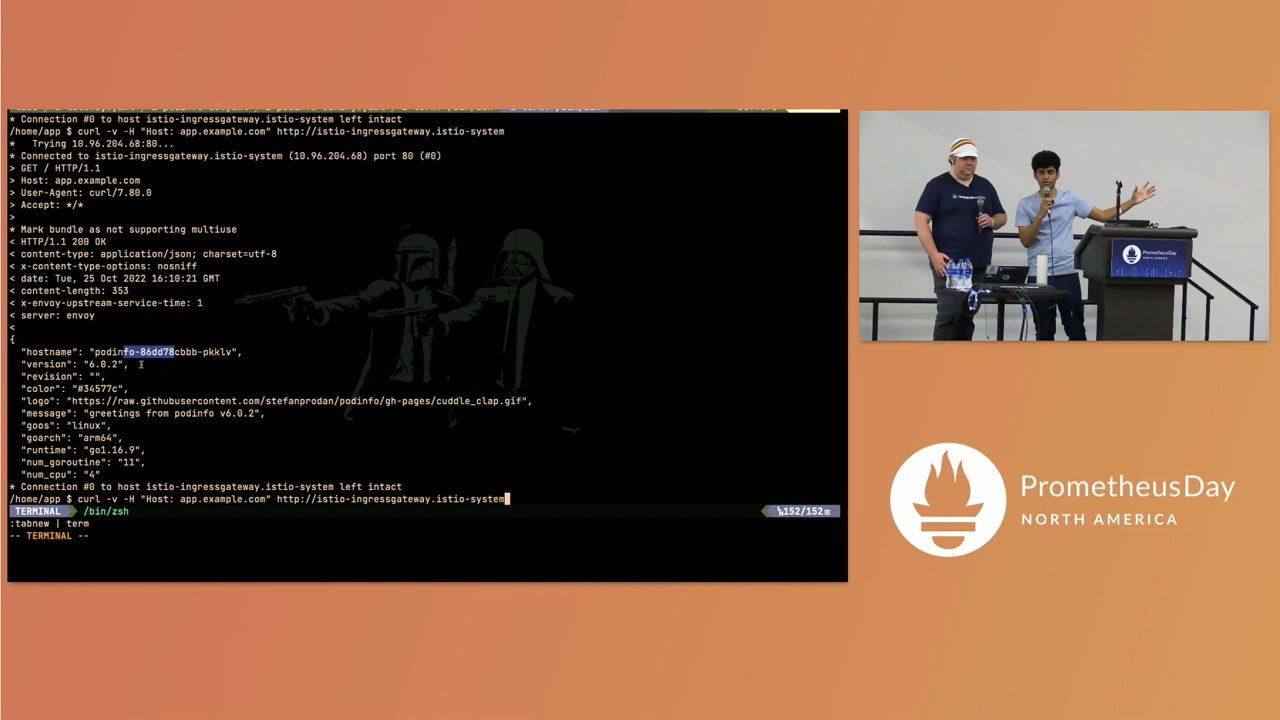 * Connection #0 to host istio-ingressgateway.istio-system left intact
/home/app $ curl -v -H "Host: app.example.com" http://istio-ingressgateway.istio-system
*   Trying 10.96.204.68:80...
* Connected to istio-ingressgateway.istio-system (10.96.204.68) port 80 (#0)
> GET / HTTP/1.1
> Host: app.example.com
> User-Agent: curl/7.80.0
> Accept: */*
>
* Mark bundle as not supporting multiuse
< HTTP/1.1 200 OK
< content-type: application/json; charset=utf-8
< x-content-type-options: nosniff
< date: Tue, 25 Oct 2022 16:10:21 GMT
< content-length: 353
< x-envoy-upstream-service-time: 1
< server: envoy
<
{
  "hostname": "podinfo-86dd78cbbb-pkklv",
  "version": "6.0.2",
  "revision": "",
  "color": "#34577c",
  "logo": "https://raw.githubusercontent.com/stefanprodan/podinfo/gh-pages/cuddle_clap.gif",
  "message": "greetings from podinfo v6.0.2",
  "goos": "linux",
  "goarch": "arm64",
  "runtime": "go1.16.9",
  "num_goroutine": "11",
  "num_cpu": "4"
* Connection #0 to host istio-ingressgateway.istio-system left intact
/home/app $ curl -v -H "Host: app.example.com" http://istio-ingressgateway.istio-system
TERMINAL /bin/zsh 152/152
:tabnew | term
-- TERMINAL --
PrometheusDay
NORTH AMERICA
PrometheusDay
NORTH AMERICA